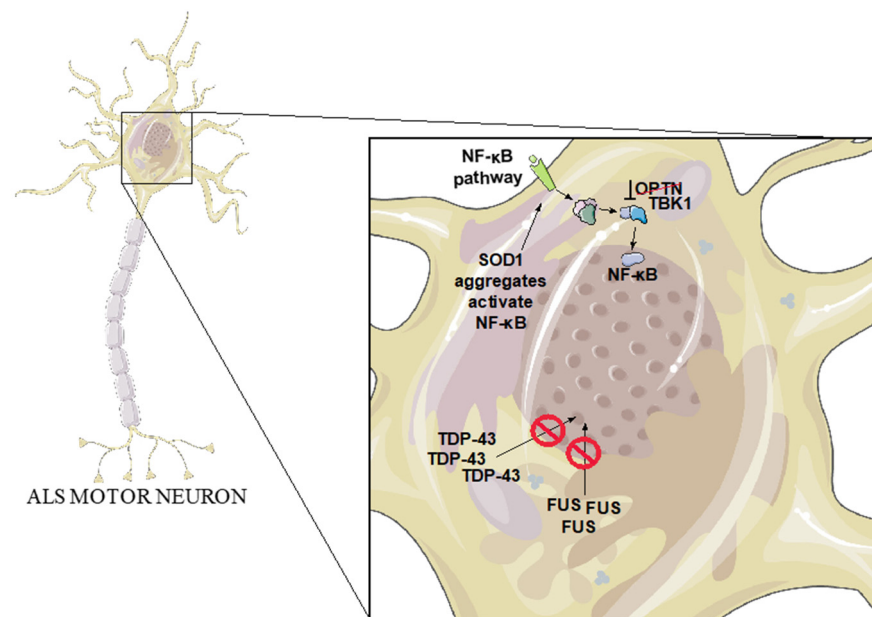 NF-κB
pathway
OPTN
TBK1
SOD1
aggregates
activate
NF-κB
NF-κB
TDP-43
TDP-43
TDP-43
FUS FUS
FUS
ALS MOTOR NEURON